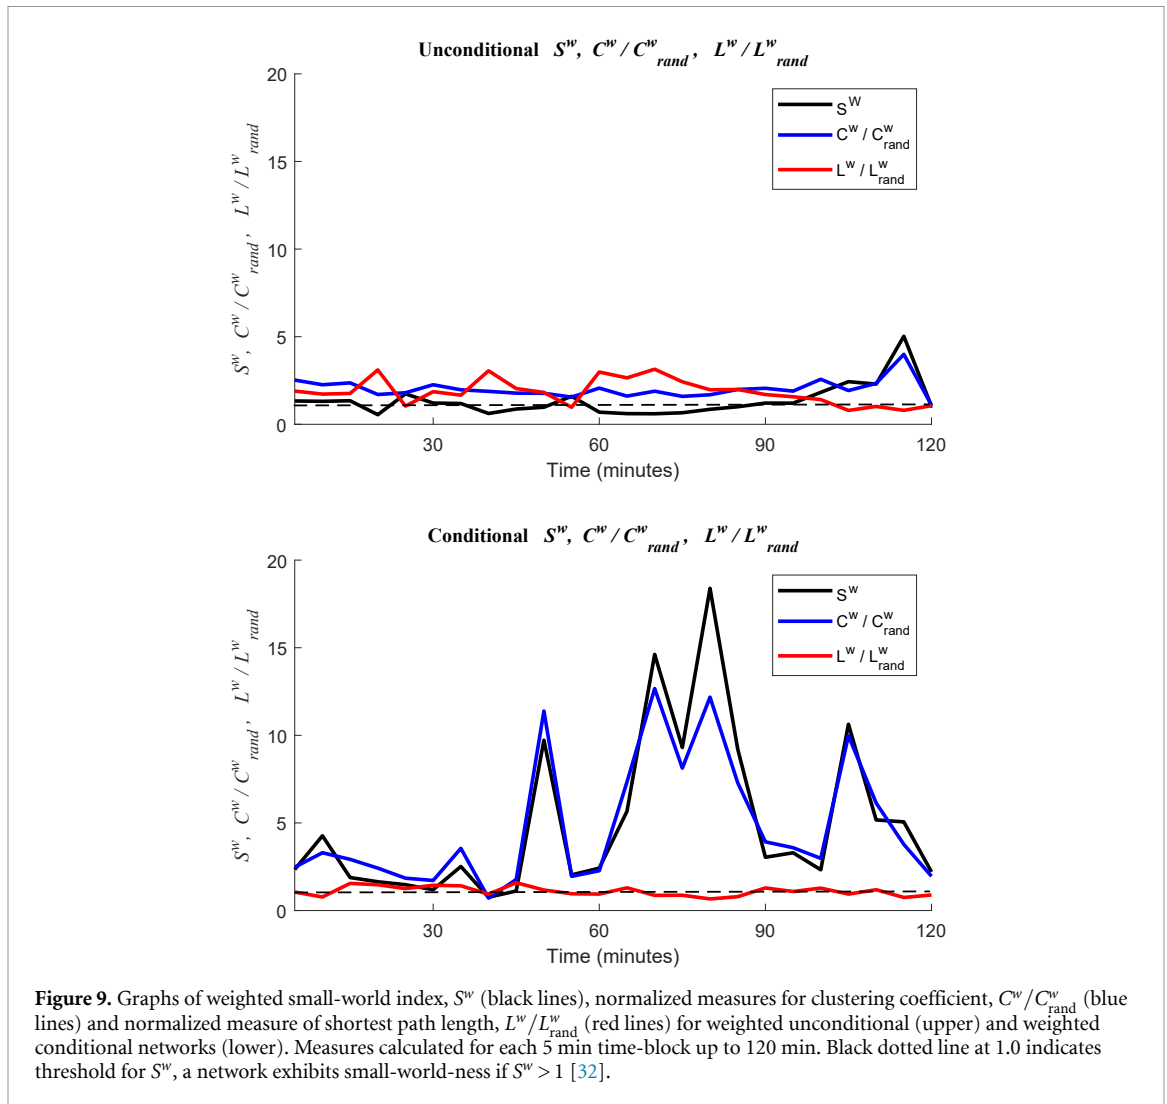 Unconditional S^w, C^w / C^w_rand, L^w / L^w_rand
S^w, C^w / C^w_rand, L^w / L^w_rand
20
15
10
5
0
30
60
90
120
Time (minutes)
S^W
C^w / C^w_rand
L^w / L^w_rand
Conditional S^w, C^w / C^w_rand, L^w / L^w_rand
S^w, C^w / C^w_rand, L^w / L^w_rand
20
15
10
5
0
30
60
90
120
Time (minutes)
S^W
C^w / C^w_rand
L^w / L^w_rand
Figure 9. Graphs of weighted small-world index, S^w (black lines), normalized measures for clustering coefficient, C^w/C^w_rand (blue
lines) and normalized measure of shortest path length, L^w/L^w_rand (red lines) for weighted unconditional (upper) and weighted
conditional networks (lower). Measures calculated for each 5 min time-block up to 120 min. Black dotted line at 1.0 indicates
threshold for S^w, a network exhibits small-world-ness if S^w > 1 [32].